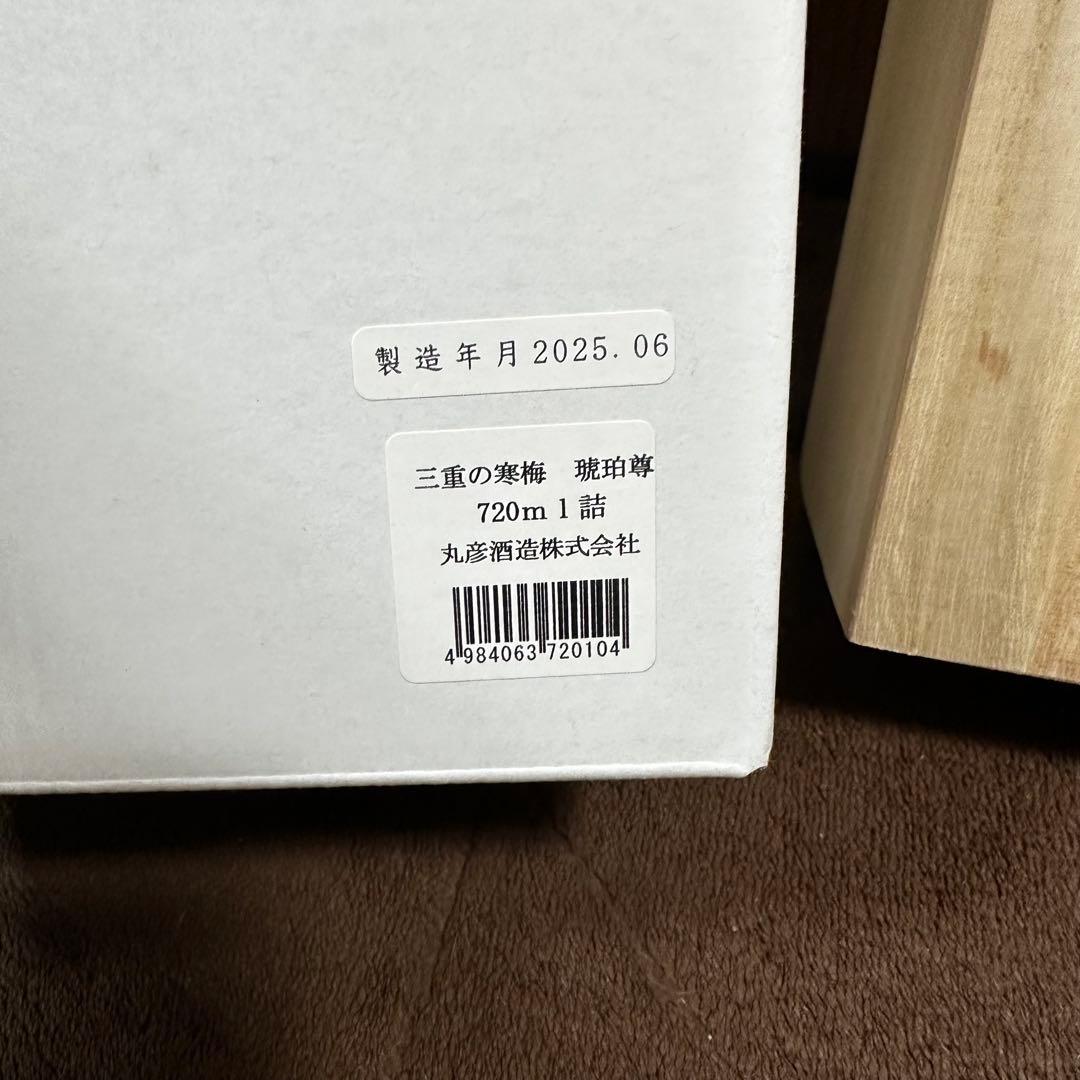 製造年月2025.06
三重の寒梅　琥珀尊
720ml詰
丸彦酒造株式会社
4984063720104